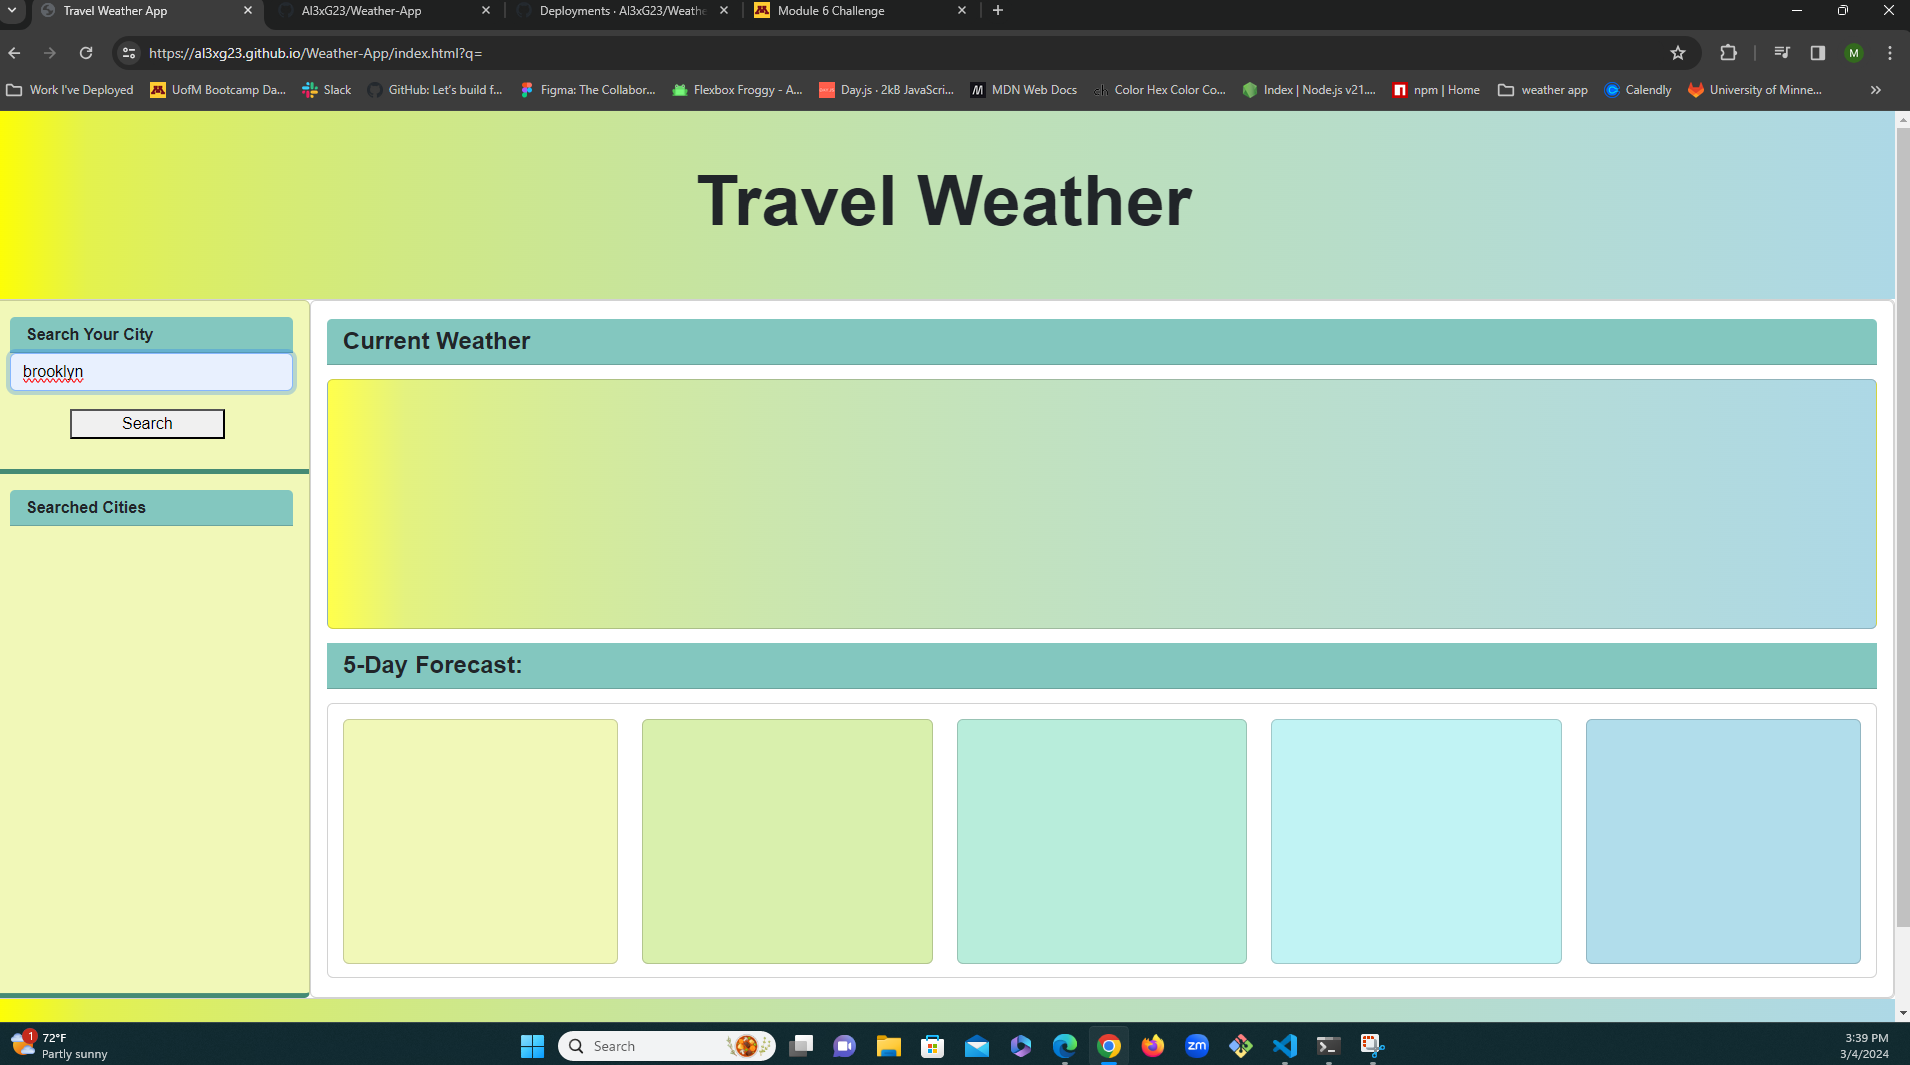 Travel Weather App
Al3xG23/Weather-App
Deployments · Al3xG23/Weathe
Module 6 Challenge
https://al3xg23.github.io/Weather-App/index.html?q=
M
Work I've Deployed
UofM Bootcamp Da...
Slack
GitHub: Let's build f...
Figma: The Collabor...
Flexbox Froggy - A...
Day.js · 2kB JavaScri...
MDN Web Docs
Color Hex Color Co...
Index | Node.js v21....
npm | Home
weather app
Calendly
University of Minne...
Travel Weather
Search Your City
brooklyn
Search
Searched Cities
Current Weather
5-Day Forecast:
1
72°F
Partly sunny
Search
zm
3:39 PM
3/4/2024